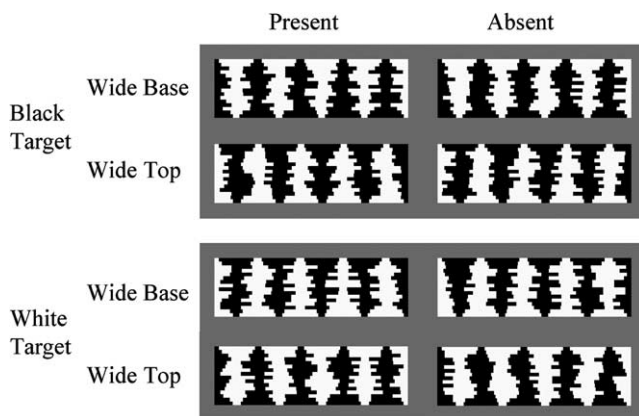 Present Absent
Wide Base
Black
Target
Wide Top
Wide Base
White
Target
Wide Top